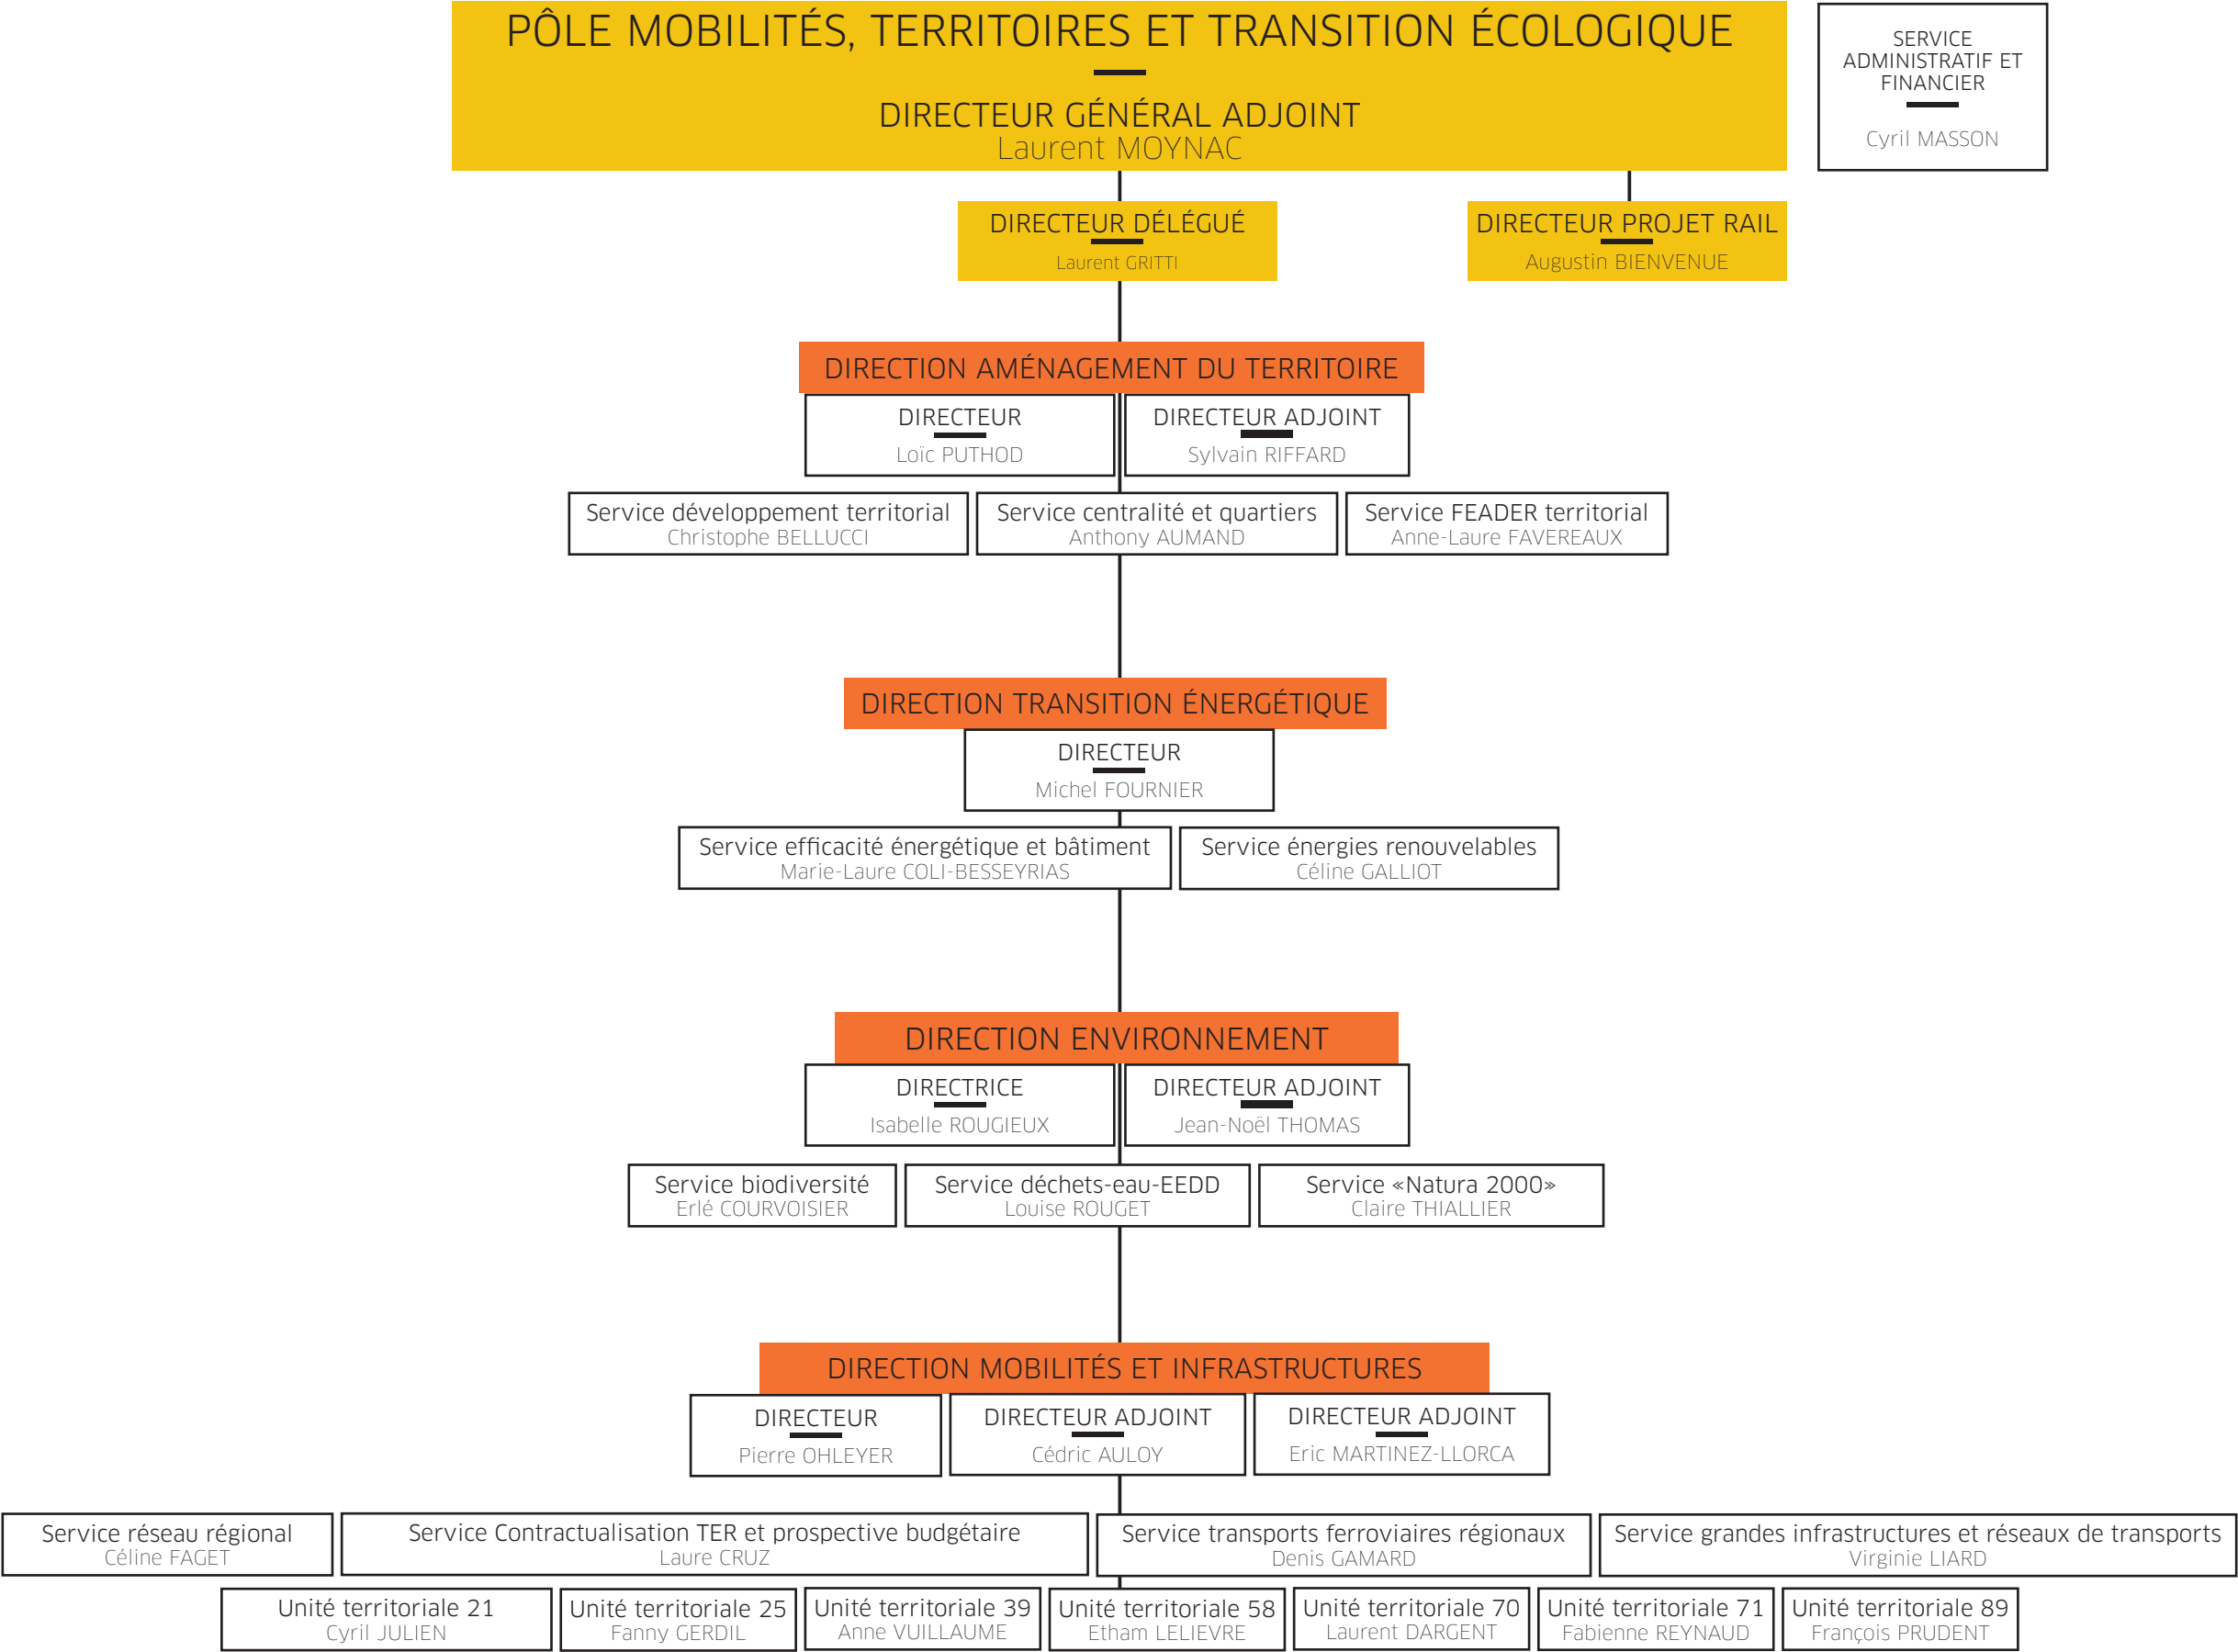 PÔLE MOBILITÉS, TERRITOIRES ET TRANSITION ÉCOLOGIQUE
DIRECTEUR GÉNÉRAL ADJOINT
Laurent MOYNAC
SERVICE
ADMINISTRATIF ET
FINANCIER
Cyril MASSON
DIRECTEUR DÉLÉGUÉ
Laurent GRITTI
DIRECTEUR PROJET RAIL
Augustin BIENVENUE
DIRECTION AMÉNAGEMENT DU TERRITOIRE
DIRECTEUR
Loïc PUTHOD
DIRECTEUR ADJOINT
Sylvain RIFFARD
Service développement territorial
Christophe BELLUCCI
Service centralité et quartiers
Anthony AUMAND
Service FEADER territorial
Anne-Laure FAVEREAUX
DIRECTION TRANSITION ÉNERGÉTIQUE
DIRECTEUR
Michel FOURNIER
Service efficacité énergétique et bâtiment
Marie-Laure COLI-BESSEYRIAS
Service énergies renouvelables
Céline GALLIOT
DIRECTION ENVIRONNEMENT
DIRECTRICE
Isabelle ROUGIEUX
DIRECTEUR ADJOINT
Jean-Noël THOMAS
Service biodiversité
Erlé COURVOISIER
Service déchets-eau-EEDD
Louise ROUGET
Service «Natura 2000»
Claire THIALLIER
DIRECTION MOBILITÉS ET INFRASTRUCTURES
DIRECTEUR
Pierre OHLEYER
DIRECTEUR ADJOINT
Cédric AULOY
DIRECTEUR ADJOINT
Eric MARTINEZ-LLORCA
Service réseau régional
Céline FAGET
Service Contractualisation TER et prospective budgétaire
Laure CRUZ
Service transports ferroviaires régionaux
Denis GAMARD
Service grandes infrastructures et réseaux de transports
Virginie LIARD
Unité territoriale 21
Cyril JULIEN
Unité territoriale 25
Fanny GERDIL
Unité territoriale 39
Anne VUILLAUME
Unité territoriale 58
Etham LELIEVRE
Unité territoriale 70
Laurent DARGENT
Unité territoriale 71
Fabienne REYNAUD
Unité territoriale 89
François PRUDENT